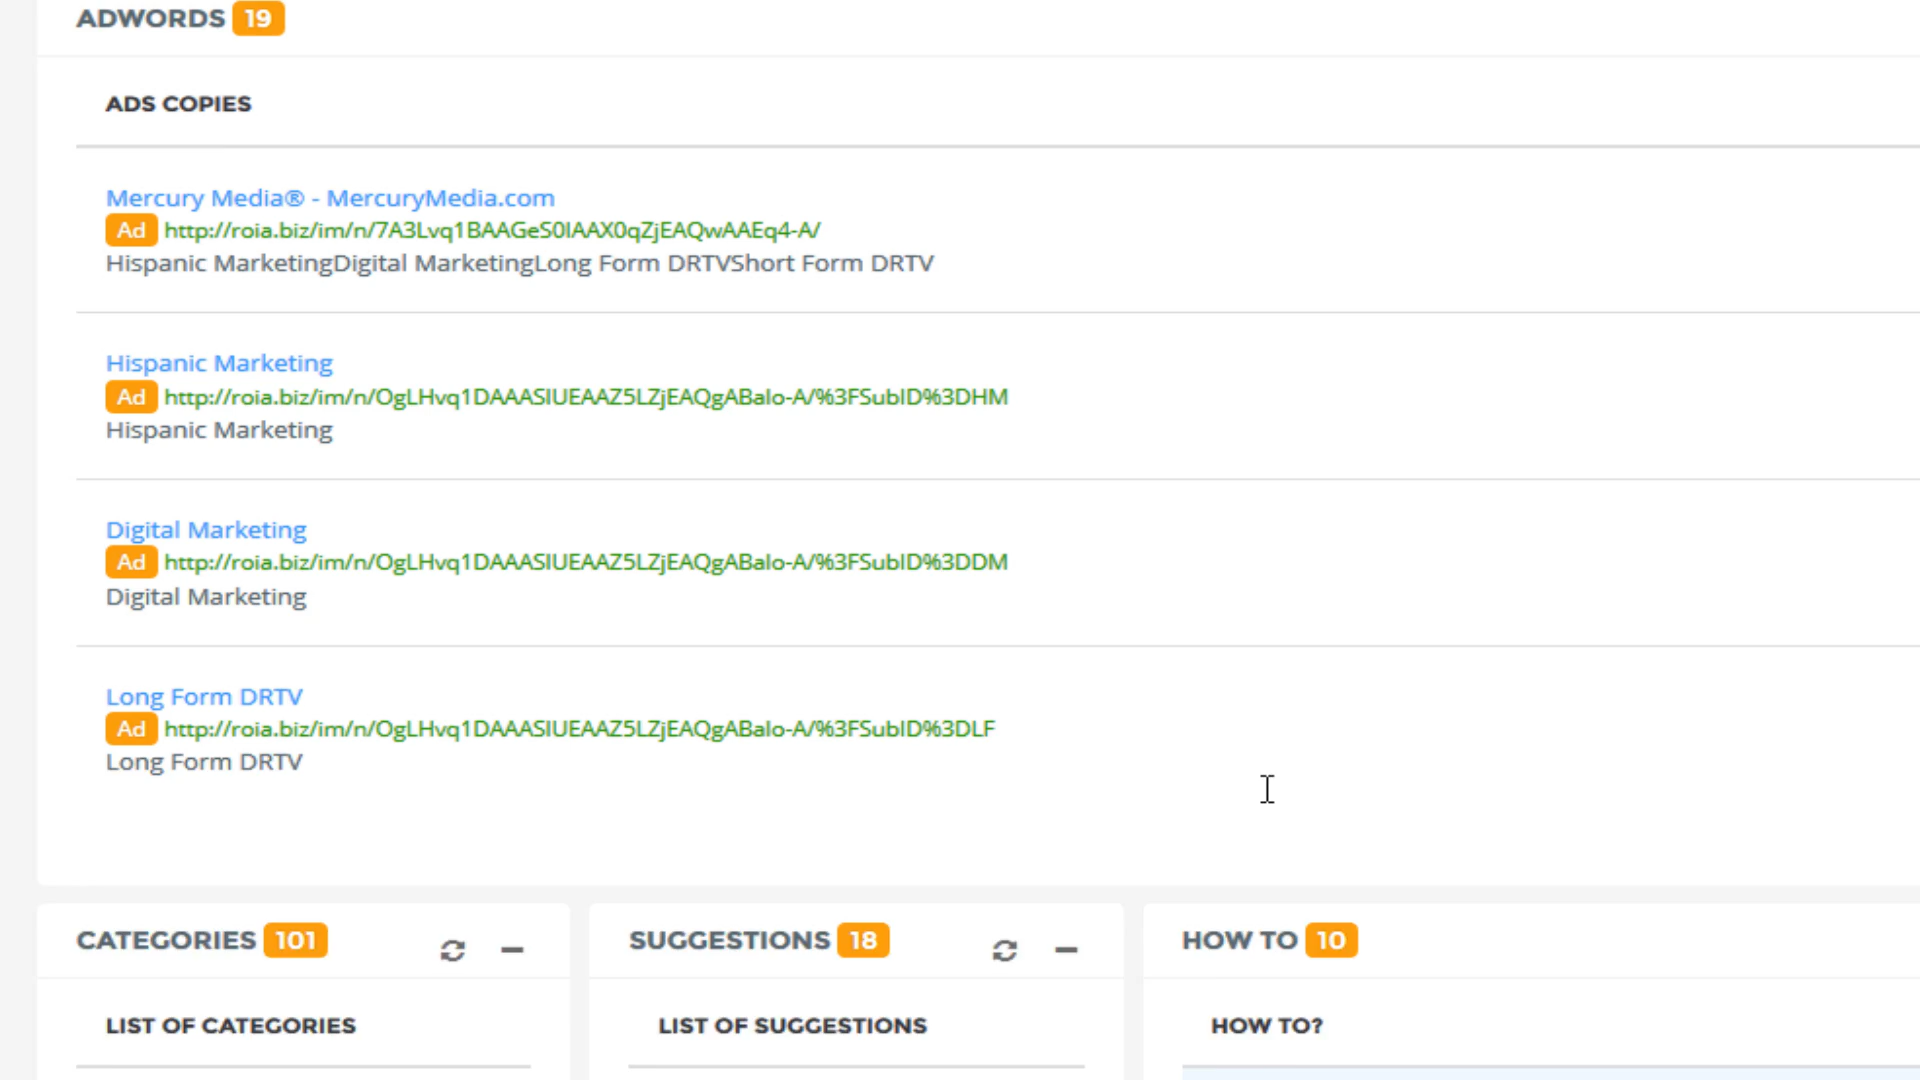 ADWORDS 19
ADS COPIES
Mercury Media® - MercuryMedia.com
Ad http://roia.biz/im/n/7A3Lvq1BAAGeS0IAAX0qZjEAQwAAEq4-A/
Hispanic MarketingDigital MarketingLong Form DRTVShort Form DRTV
Hispanic Marketing
Ad http://roia.biz/im/n/OgLHvq1DAAASlUEAAZ5LZjEAQgABalo-A/%3FSubID%3DHM
Hispanic Marketing
Digital Marketing
Ad http://roia.biz/im/n/OgLHvq1DAAASlUEAAZ5LZjEAQgABalo-A/%3FSubID%3DDM
Digital Marketing
Long Form DRTV
Ad http://roia.biz/im/n/OgLHvq1DAAASlUEAAZ5LZjEAQgABalo-A/%3FSubID%3DLF
Long Form DRTV
CATEGORIES 101
SUGGESTIONS 18
HOW TO 10
LIST OF CATEGORIES
LIST OF SUGGESTIONS
HOW TO?